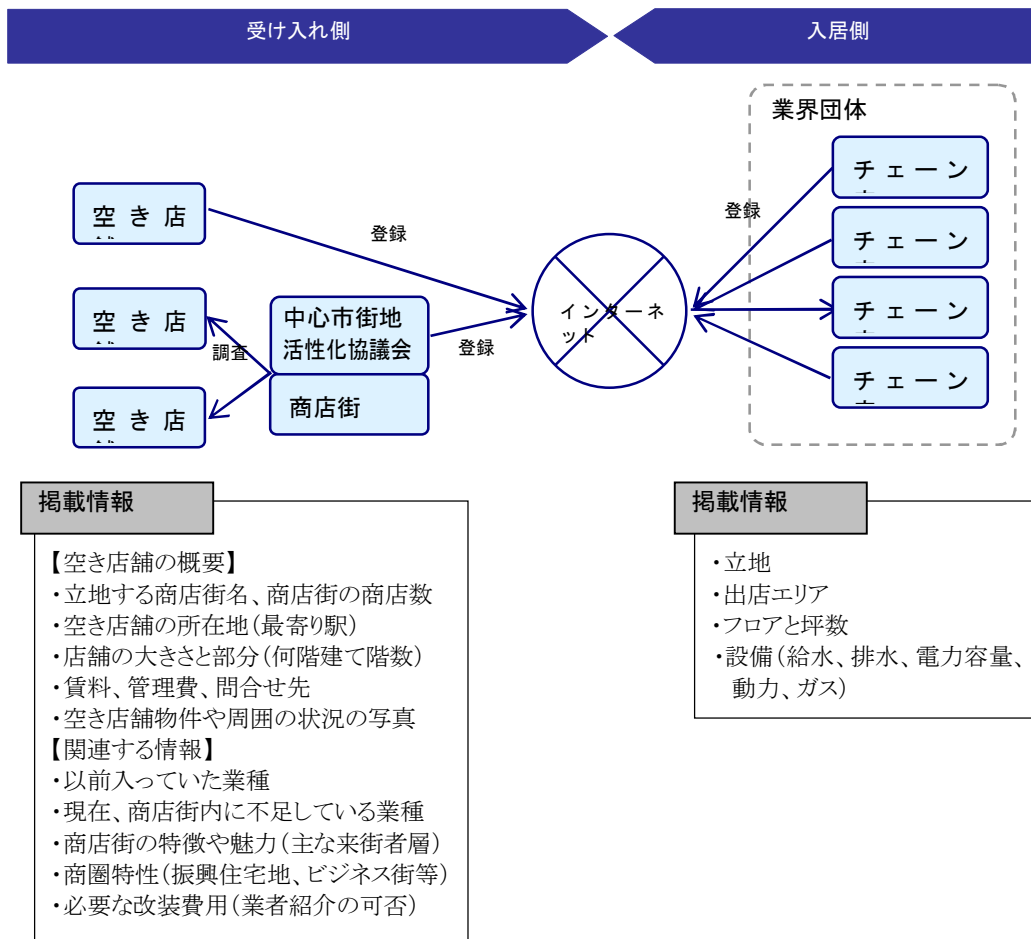 受け入れ側
入居側
業界団体
チェーン
チェーン
チェーン
チェーン
登録
空き店
空き店
空き店
登録
調査
中心市街地
活性化協議会
商店街
登録
インターネ
ット
掲載情報
【空き店舗の概要】
・立地する商店街名、商店街の商店数
・空き店舗の所在地(最寄り駅)
・店舗の大きさと部分(何階建て階数)
・賃料、管理費、問合せ先
・空き店舗物件や周囲の状況の写真
【関連する情報】
・以前入っていた業種
・現在、商店街内に不足している業種
・商店街の特徴や魅力(主な来街者層)
・商圏特性(振興住宅地、ビジネス街等)
・必要な改装費用(業者紹介の可否)
掲載情報
・立地
・出店エリア
・フロアと坪数
・設備(給水、排水、電力容量、
動力、ガス)